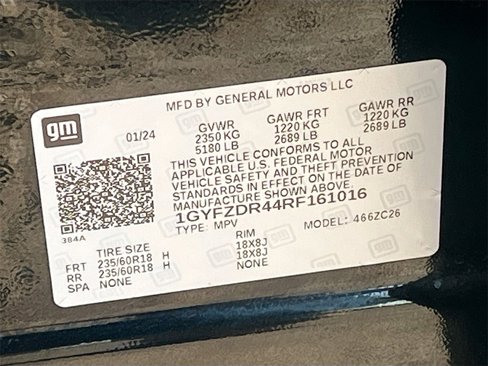 MFD BY GENERAL MOTORS LLC
gm
01/24
GVWR
2350 KG
5180 LB
GAWR FRT
1220 KG
2689 LB
GAWR RR
1220 KG
2689 LB
THIS VEHICLE CONFORMS TO ALL
APPLICABLE U.S. FEDERAL MOTOR
VEHICLE SAFETY AND THEFT PREVENTION
STANDARDS IN EFFECT ON THE DATE OF
MANUFACTURE SHOWN ABOVE.
1GYFZDR44RF161016
TYPE: MPV
MODEL: 466ZC26
384A
TIRE SIZE
RIM
FRT 235/60R18 H 18X8J
RR 235/60R18 H 18X8J
SPA NONE NONE